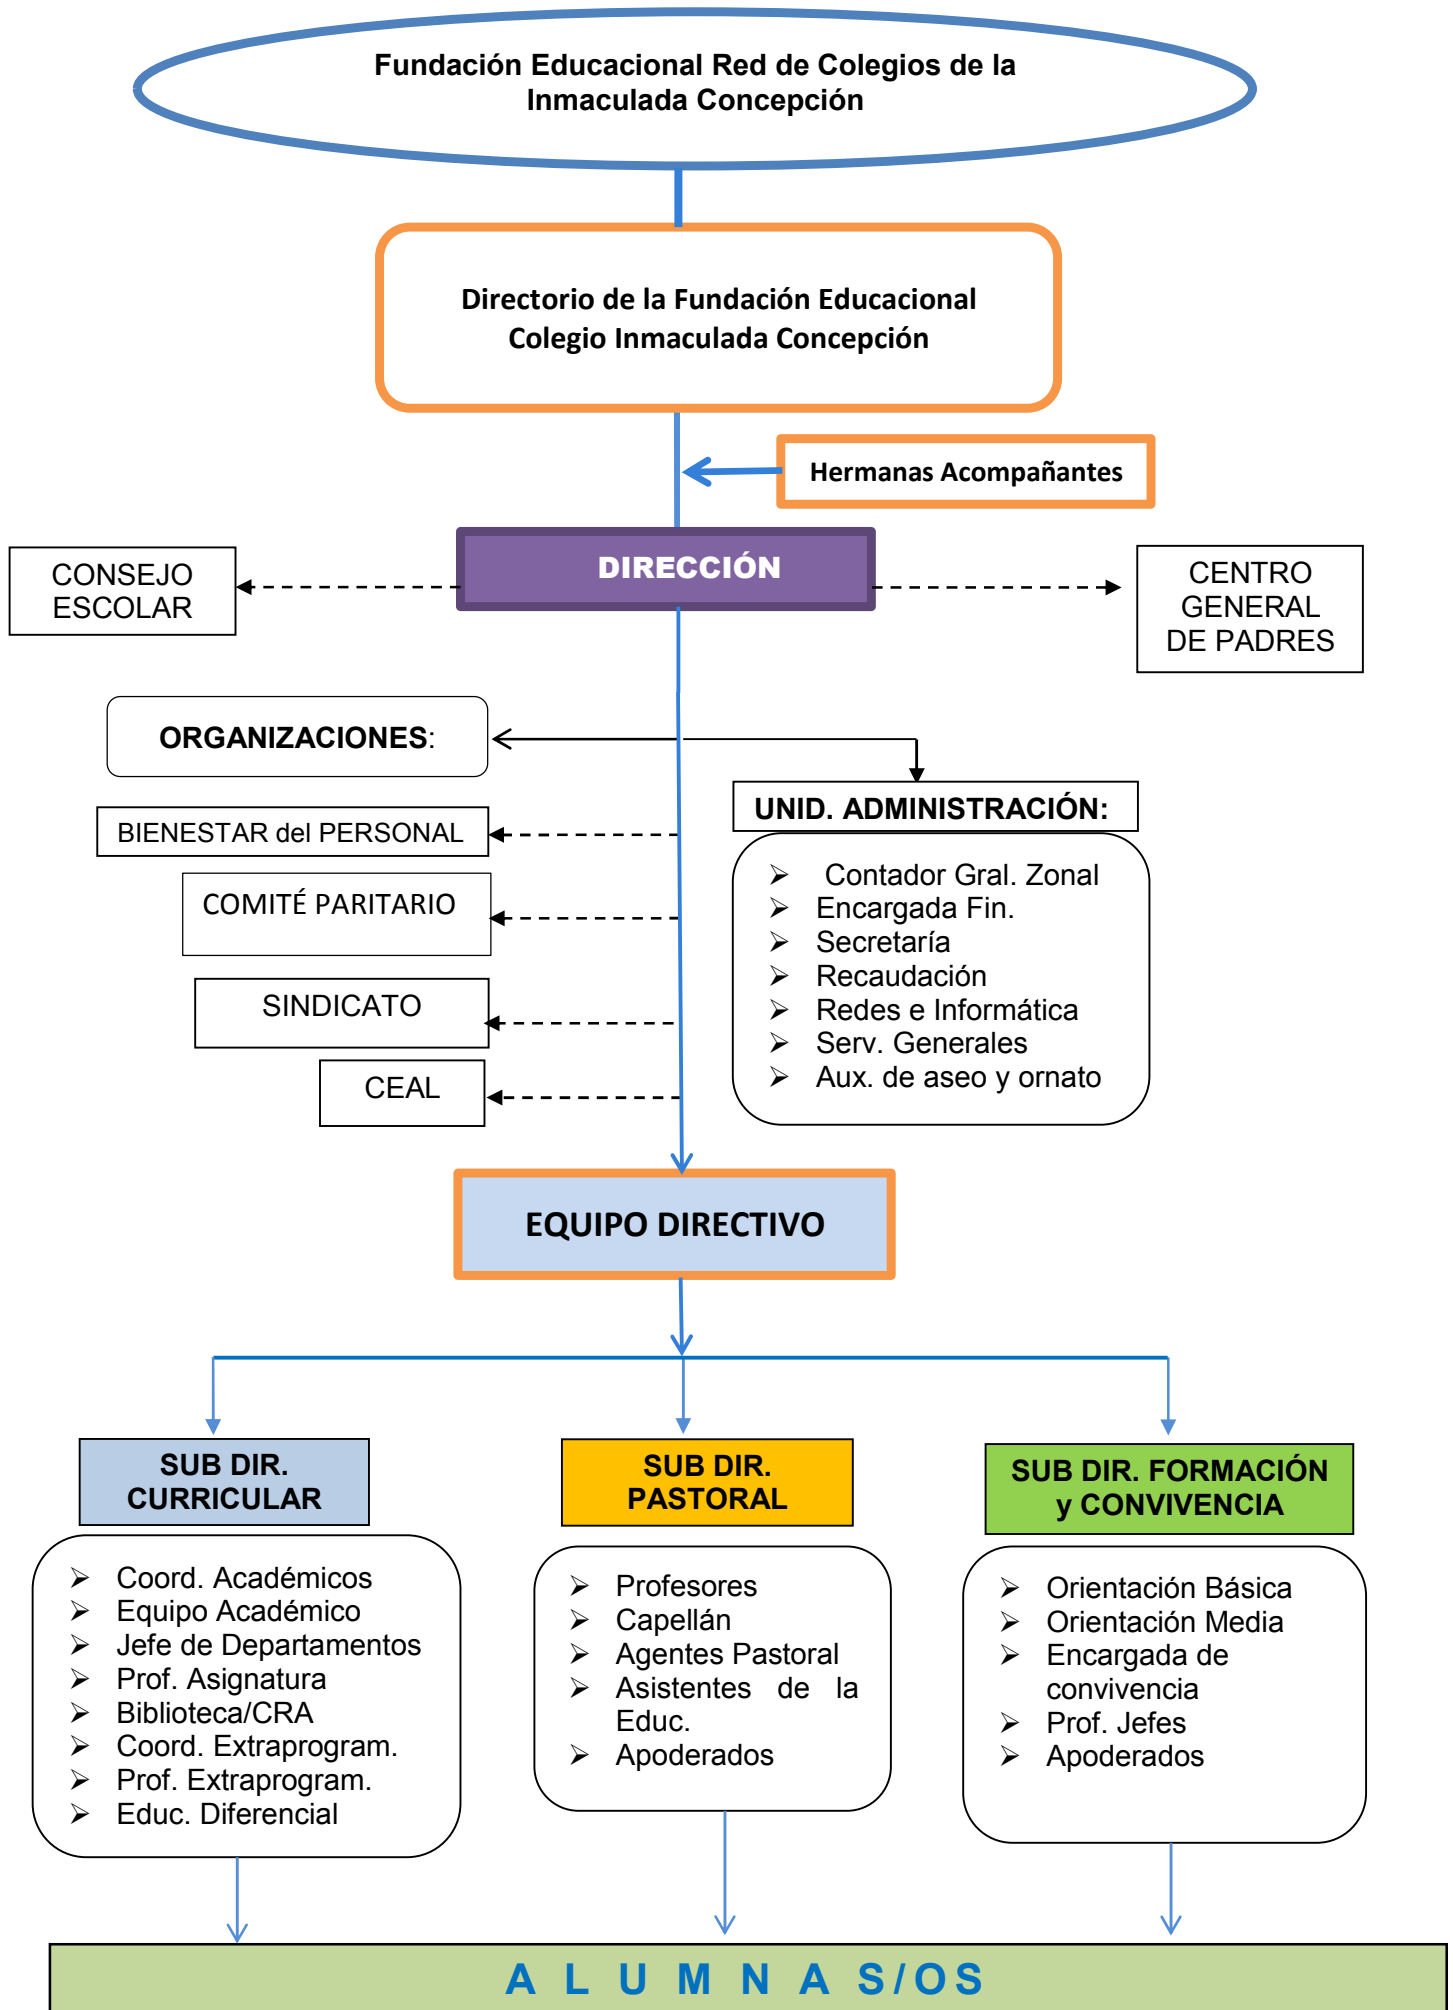 Fundación Educacional Red de Colegios de la
Inmaculada Concepción
Directorio de la Fundación Educacional
Colegio Inmaculada Concepción
Hermanas Acompañantes
DIRECCIÓN
CONSEJO
ESCOLAR
CENTRO
GENERAL
DE PADRES
ORGANIZACIONES:
BIENESTAR del PERSONAL
COMITÉ PARITARIO
SINDICATO
CEAL
UNID. ADMINISTRACIÓN:
➢ Contador Gral. Zonal
➢ Encargada Fin.
➢ Secretaría
➢ Recaudación
➢ Redes e Informática
➢ Serv. Generales
➢ Aux. de aseo y ornato
EQUIPO DIRECTIVO
SUB DIR.
CURRICULAR
➢ Coord. Académicos
➢ Equipo Académico
➢ Jefe de Departamentos
➢ Prof. Asignatura
➢ Biblioteca/CRA
➢ Coord. Extraprogram.
➢ Prof. Extraprogram.
➢ Educ. Diferencial
SUB DIR.
PASTORAL
➢ Profesores
➢ Capellán
➢ Agentes Pastoral
➢ Asistentes de la
Educ.
➢ Apoderados
SUB DIR. FORMACIÓN
y CONVIVENCIA
➢ Orientación Básica
➢ Orientación Media
➢ Encargada de
convivencia
➢ Prof. Jefes
➢ Apoderados
A L U M N A S/OS